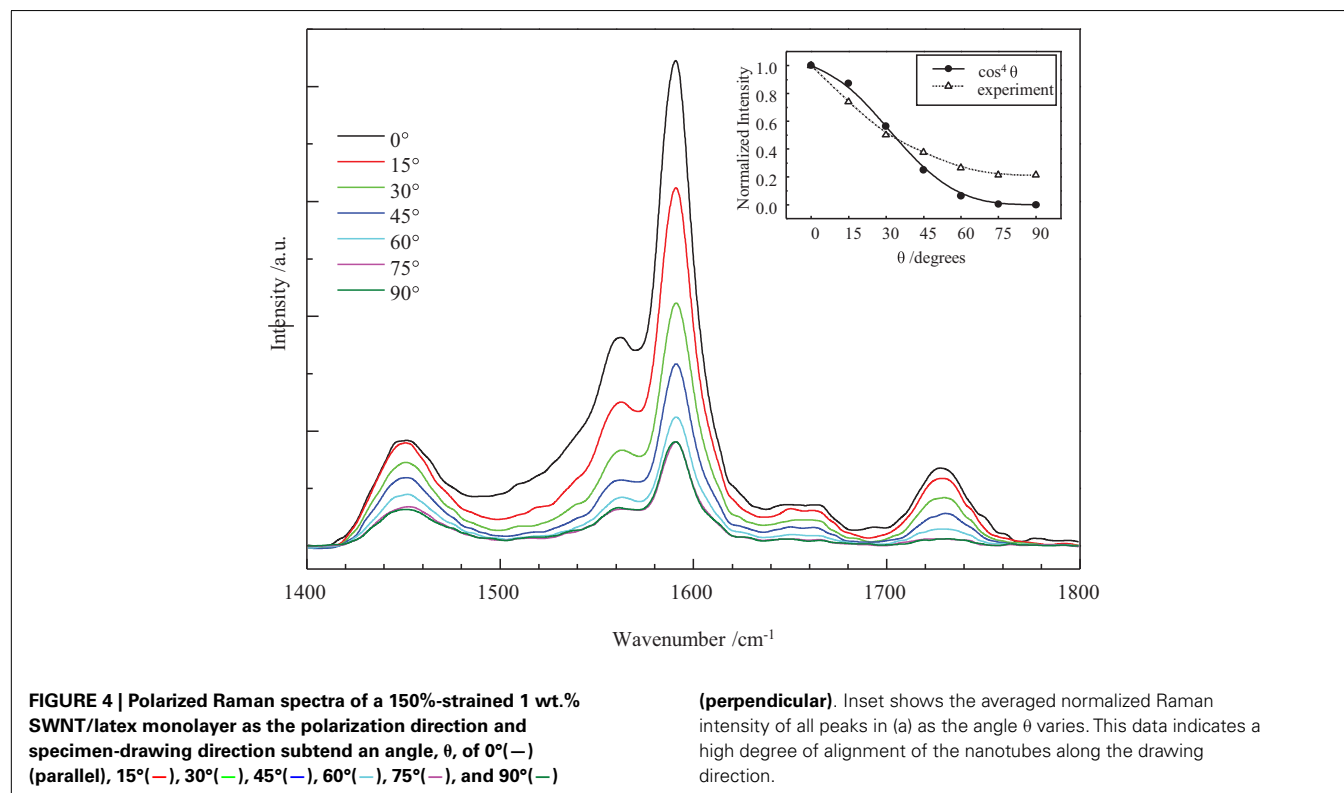 Intensity /a.u.
0°
15°
30°
45°
60°
75°
90°
1400
1500
1600
1700
1800
Wavenumber /cm⁻¹
Normalized Intensity
1.0
0.8
0.6
0.4
0.2
0.0
0
15
30
45
60
75
90
θ /degrees
cos⁴ θ
experiment
FIGURE 4 | Polarized Raman spectra of a 150%-strained 1 wt.%
SWNT/latex monolayer as the polarization direction and
specimen-drawing direction subtend an angle, θ, of 0°(—)
(parallel), 15°(—), 30°(—), 45°(—), 60°(—), 75°(—), and 90°(—)
(perpendicular). Inset shows the averaged normalized Raman
intensity of all peaks in (a) as the angle θ varies. This data indicates a
high degree of alignment of the nanotubes along the drawing
direction.